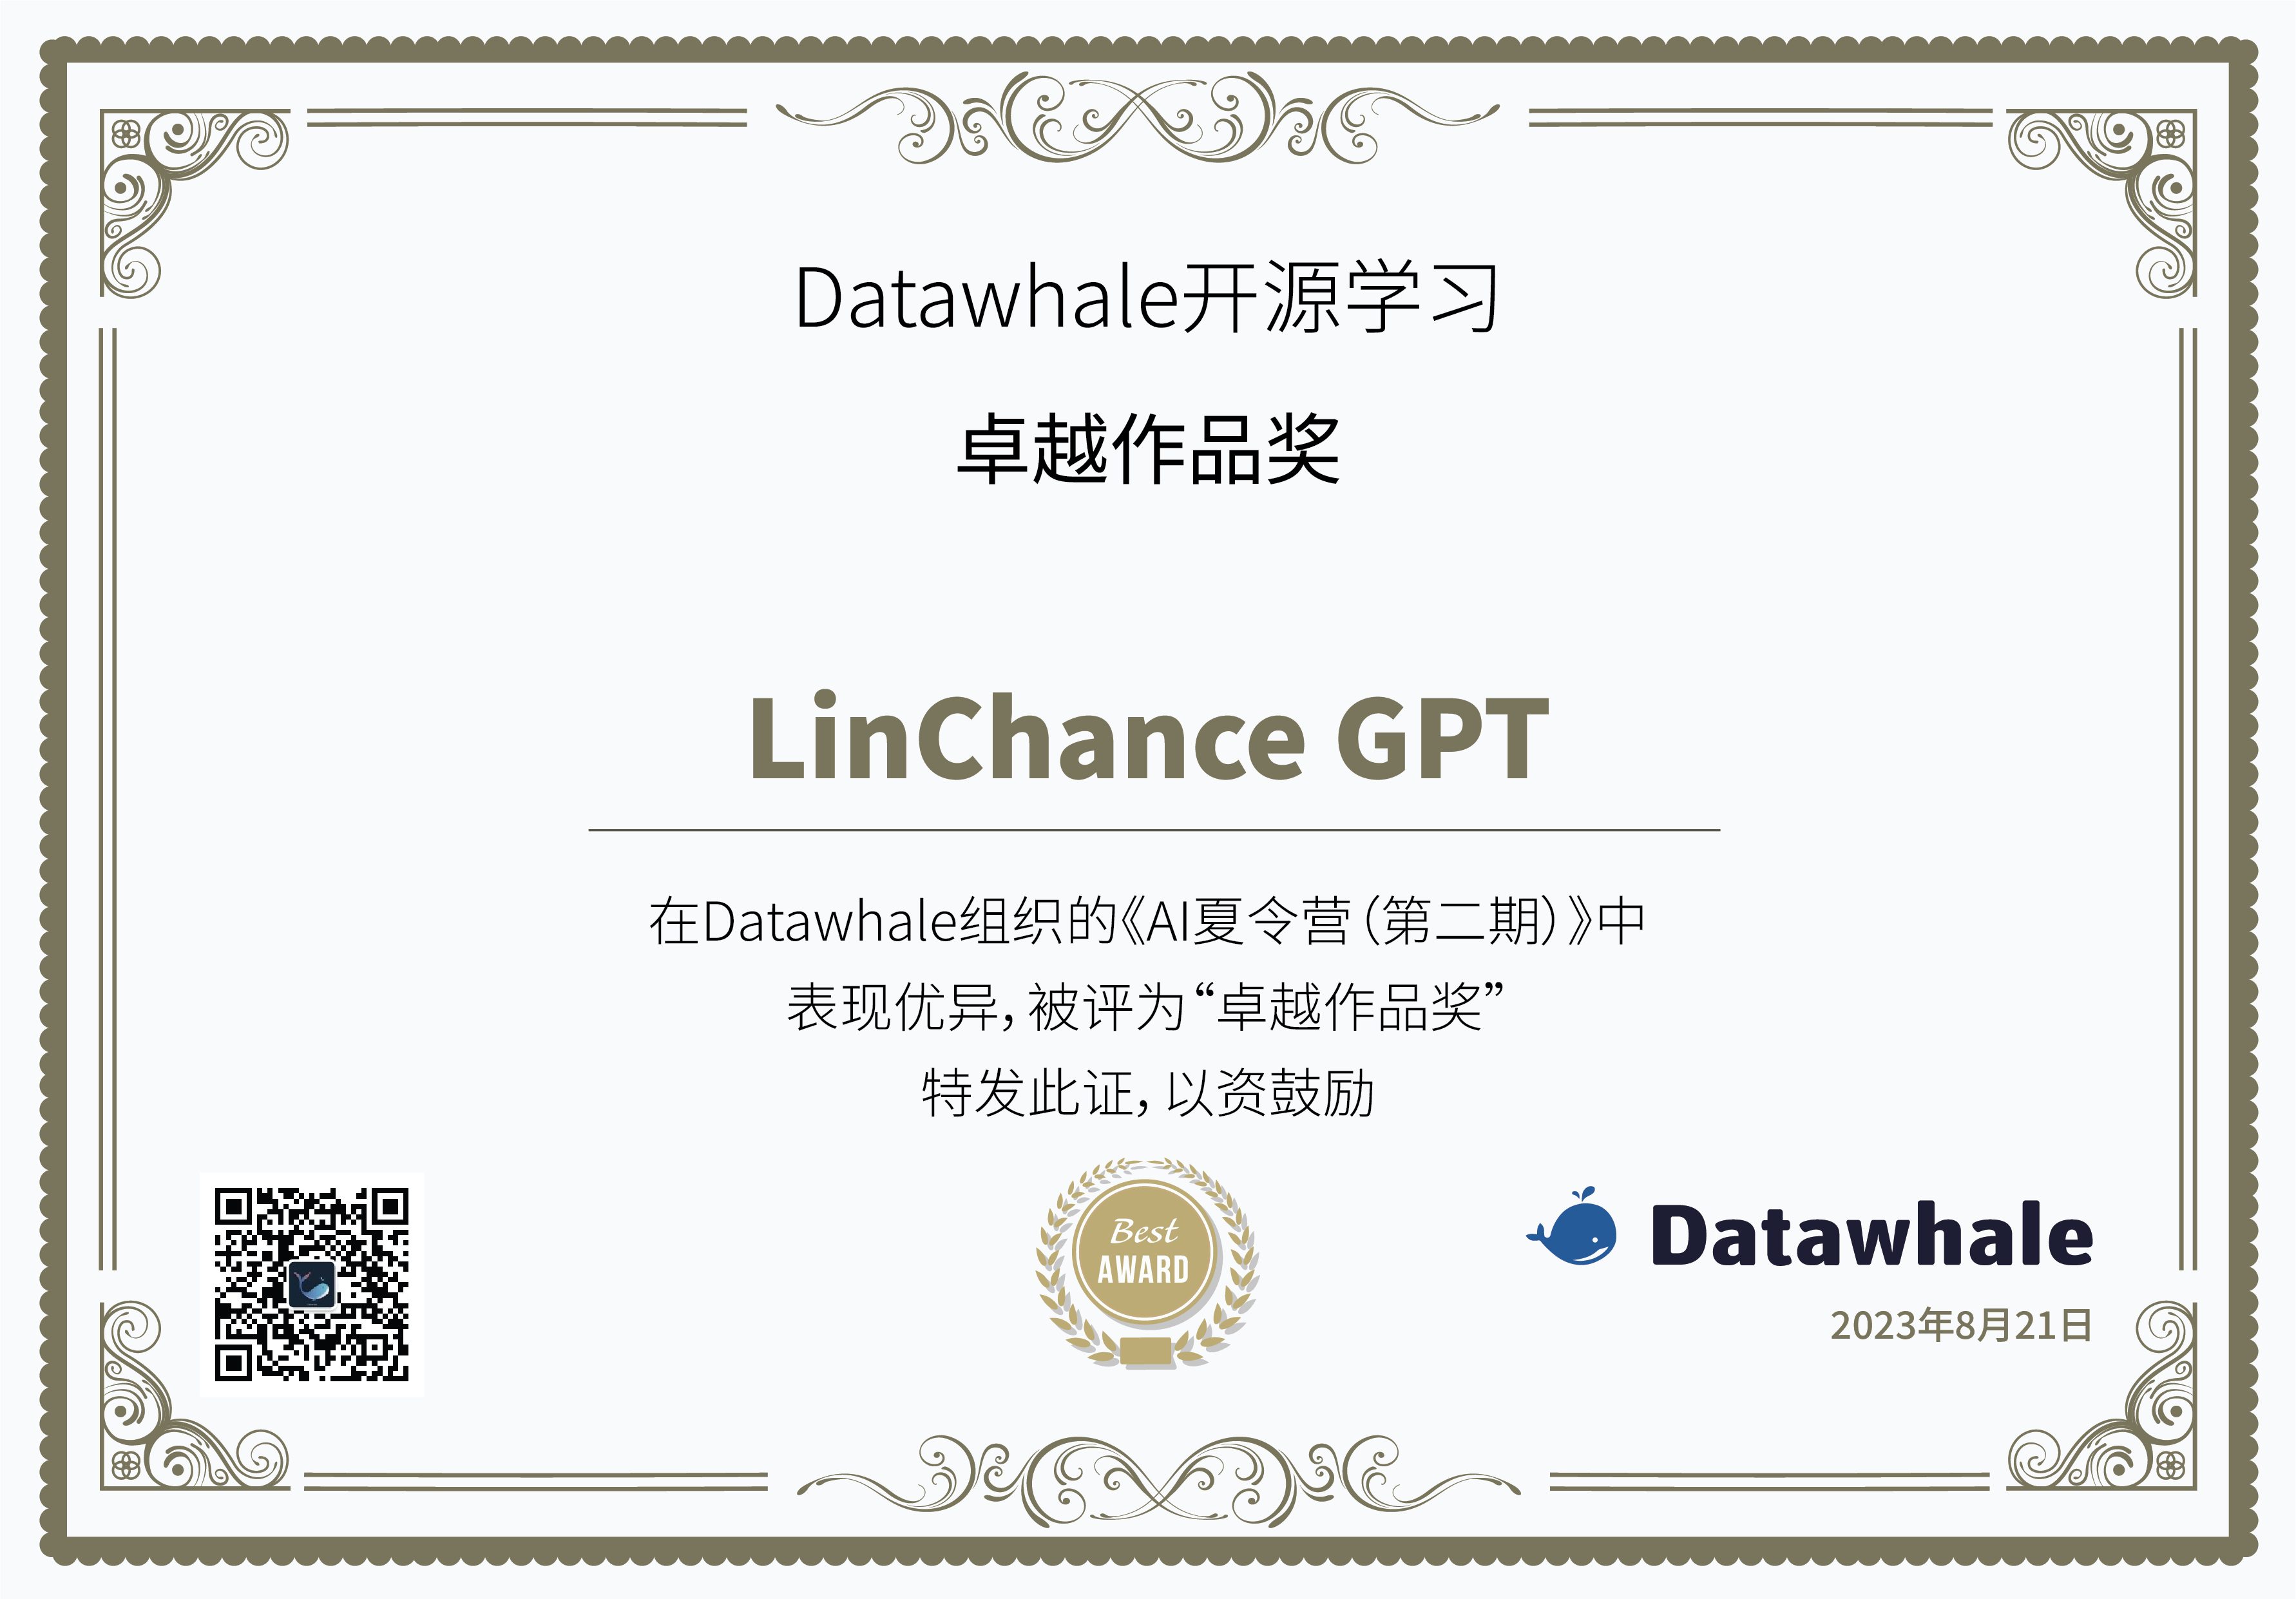 Datawhale开源学习
卓越作品奖
LinChance GPT
在Datawhale组织的《AI夏令营（第二期）》中
表现优异，被评为“卓越作品奖”
特发此证，以资鼓励
Best
AWARD
Datawhale
2023年8月21日